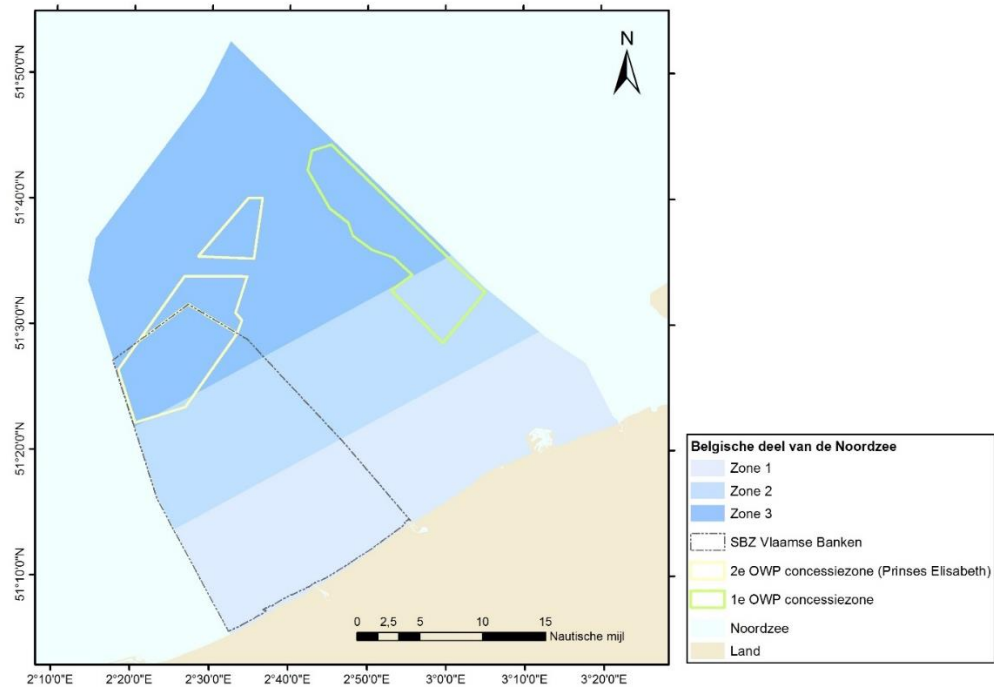 N
51°50'0"N
51°40'0"N
51°30'0"N
51°20'0"N
51°10'0"N
0 2,5 5 10 15
Nautische mijl
2°10'0"E 2°20'0"E 2°30'0"E 2°40'0"E 2°50'0"E 3°0'0"E 3°10'0"E 3°20'0"E
Belgische deel van de Noordzee
Zone 1
Zone 2
Zone 3
SBZ Vlaamse Banken
2e OWP concessiezone (Prinses Elisabeth)
1e OWP concessiezone
Noordzee
Land